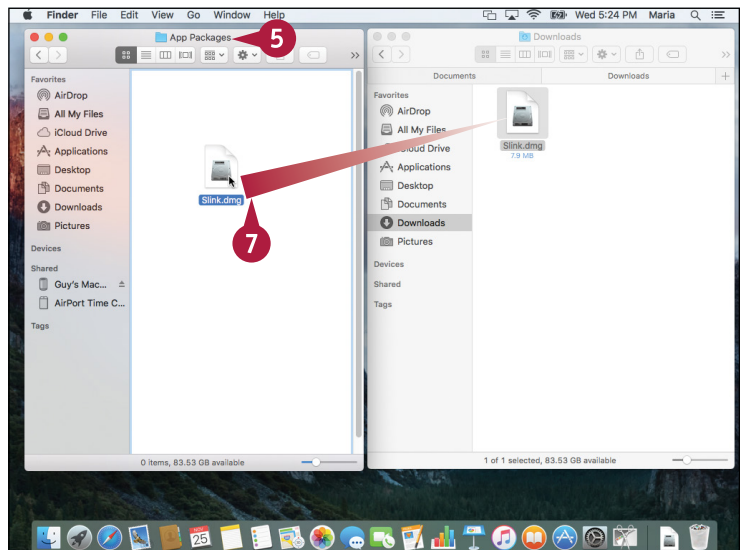 Finder File Edit View Go Window Help
Wed 5:24 PM Maria
App Packages
5
Favorites
AirDrop
All My Files
iCloud Drive
Applications
Desktop
Documents
Downloads
Pictures
Devices
Shared
Guy's Mac...
AirPort Time C...
Tags
Slink.dmg
7
0 items, 83.53 GB available
Downloads
Documents
Downloads
Favorites
AirDrop
All My Files
iCloud Drive
Applications
Desktop
Documents
Downloads
Pictures
Devices
Shared
Tags
Slink.dmg
7.9 MB
1 of 1 selected, 83.53 GB available
NOV
25